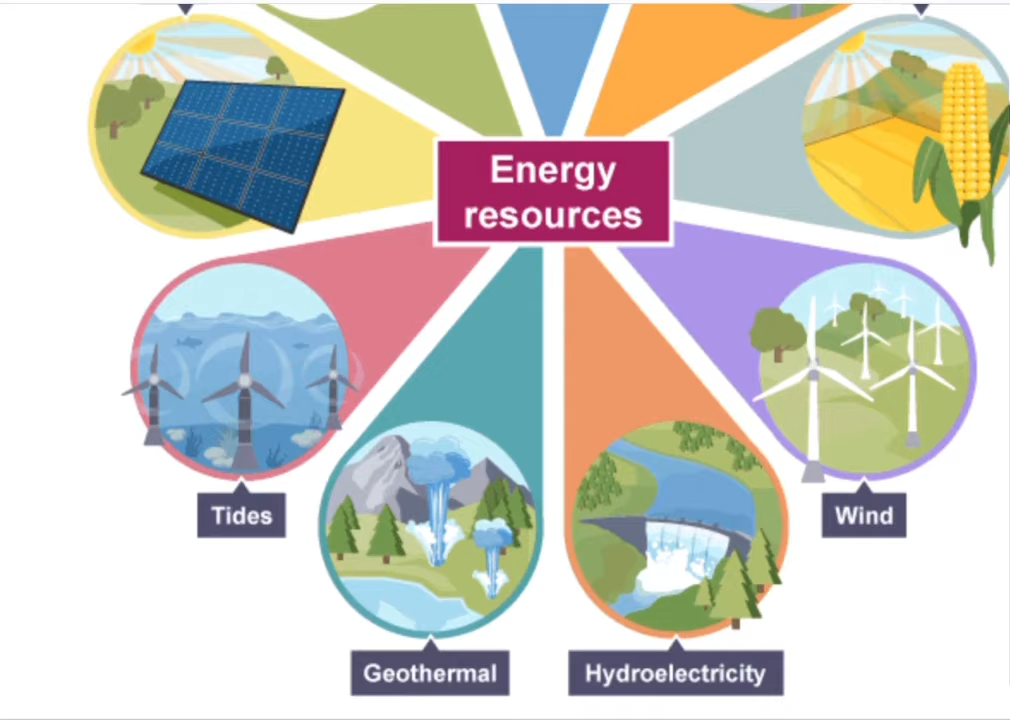 Energy
resources
Tides
Wind
Geothermal
Hydroelectricity